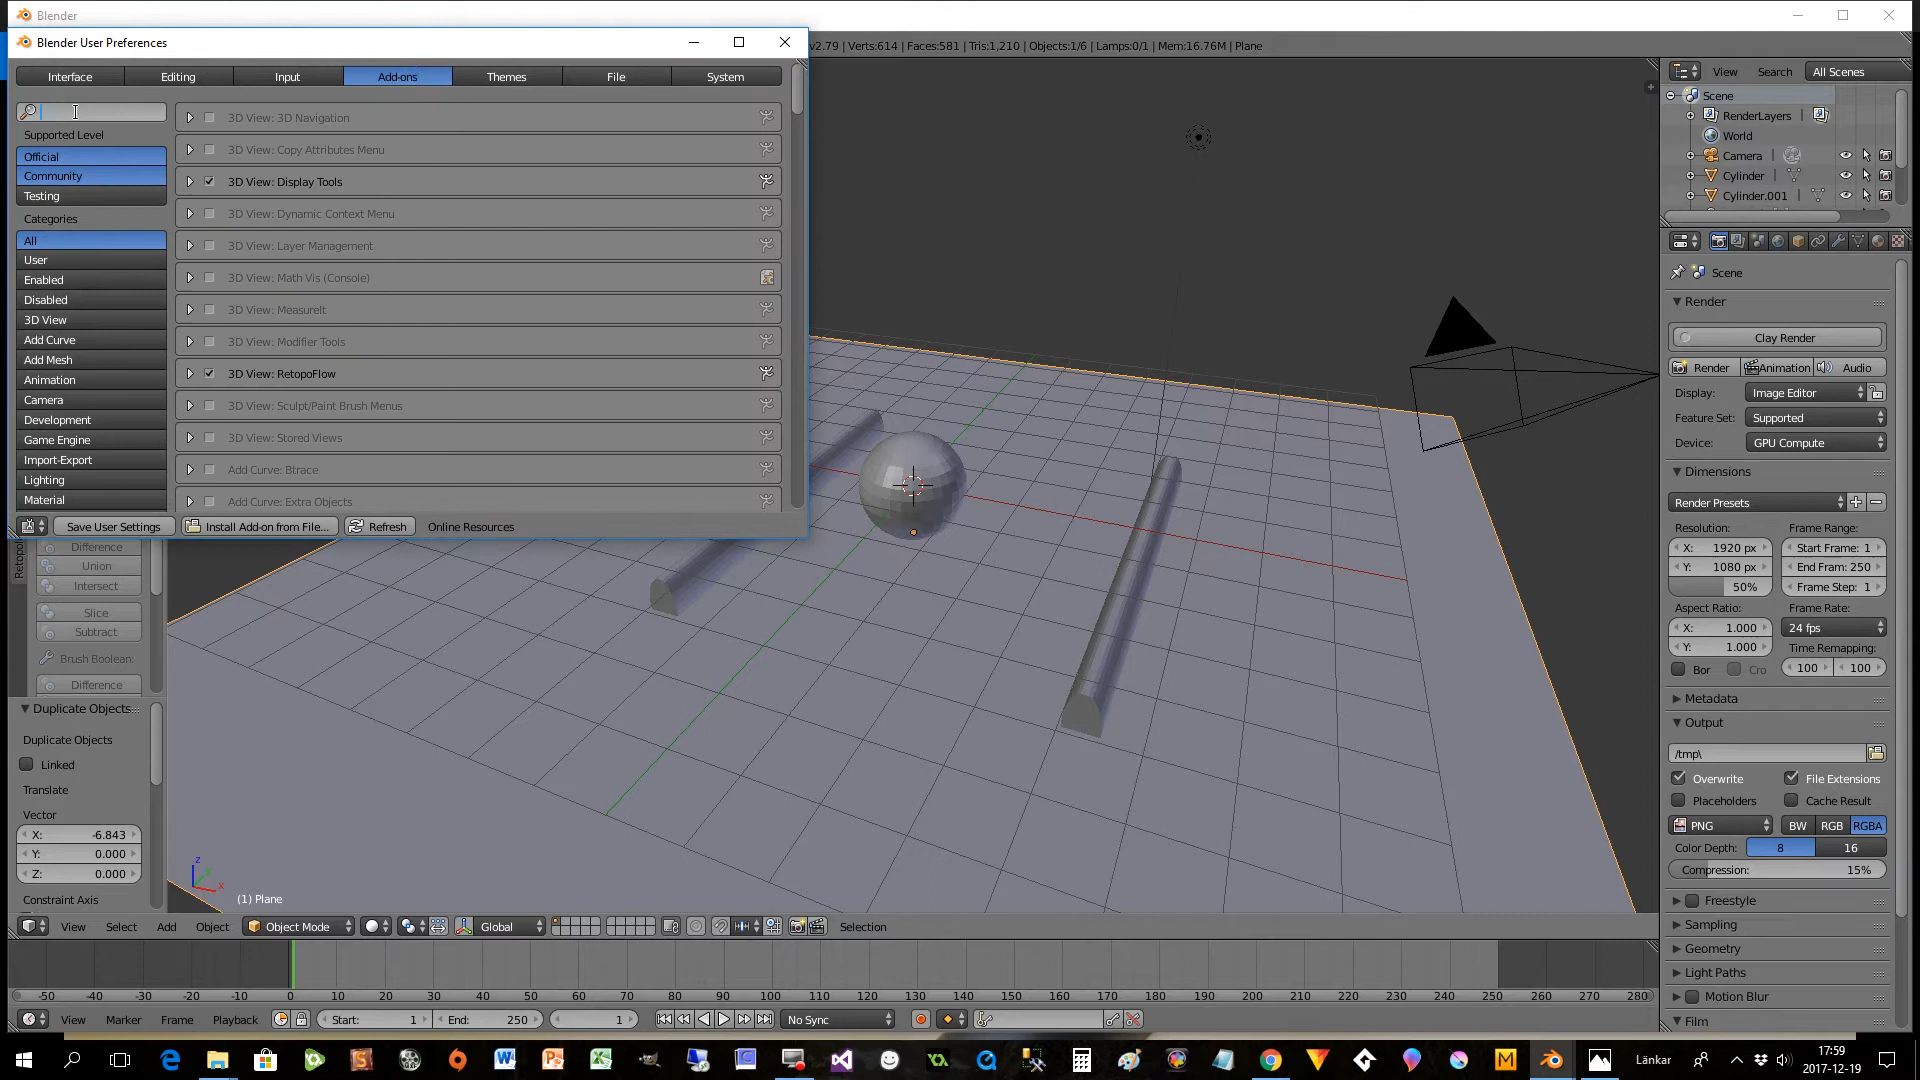 Blender
Blender User Preferences
v2.79 | Verts:614 | Faces:581 | Tris:1,210 | Objects:1/6 | Lamps:0/1 | Mem:16.76M | Plane
Interface Editing Input Add-ons Themes File System
Supported Level
Official
Community
Testing
Categories
All
User
Enabled
Disabled
3D View
Add Curve
Add Mesh
Animation
Camera
Development
Game Engine
Import-Export
Lighting
Material
3D View: 3D Navigation
3D View: Copy Attributes Menu
3D View: Display Tools
3D View: Dynamic Context Menu
3D View: Layer Management
3D View: Math Vis (Console)
3D View: MeasureIt
3D View: Modifier Tools
3D View: RetopoFlow
3D View: Sculpt/Paint Brush Menus
3D View: Stored Views
Add Curve: Btrace
Add Curve: Extra Objects
Save User Settings Install Add-on from File... Refresh Online Resources
Difference
Union
Intersect
Slice
Subtract
Brush Boolean:
Difference
Duplicate Objects
Duplicate Objects
Linked
Translate
Vector
X: -6.843
Y: 0.000
Z: 0.000
Constraint Axis
z
x
(1) Plane
View Select Add Object Object Mode Global Selection
-50 -40 -30 -20 -10 0 10 20 30 40 50 60 70 80 90 100 110 120 130 140 150 160 170 180 190 200 210 220 230 240 250 260 270 280
View Marker Frame Playback Start: 1 End: 250 1 No Sync
View Search All Scenes
Scene
RenderLayers
World
Camera
Cylinder
Cylinder.001
Scene
Render
Clay Render
Render Animation Audio
Display: Image Editor
Feature Set: Supported
Device: GPU Compute
Dimensions
Render Presets
Resolution: Frame Range:
X: 1920 px Start Frame: 1
Y: 1080 px End Fram: 250
50% Frame Step: 1
Aspect Ratio: Frame Rate:
X: 1.000 24 fps
Y: 1.000 Time Remapping:
Bor Cro 100 100
Metadata
Output
/tmp\
Overwrite File Extensions
Placeholders Cache Result
PNG BW RGB RGBA
Color Depth: 8 16
Compression: 15%
Freestyle
Sampling
Geometry
Light Paths
Motion Blur
Film
Länkar
17:59
2017-12-19